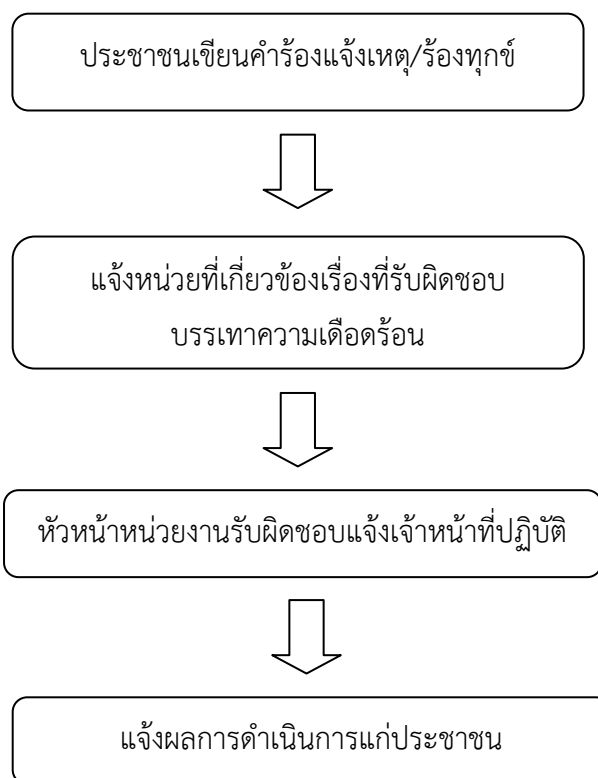 ประชาชนเขียนคำร้องแจ้งเหตุ/ร้องทุกข์
แจ้งหน่วยที่เกี่ยวข้องเรื่องที่รับผิดชอบ
บรรเทาความเดือดร้อน
หัวหน้าหน่วยงานรับผิดชอบแจ้งเจ้าหน้าที่ปฏิบัติ
แจ้งผลการดำเนินการแก่ประชาชน